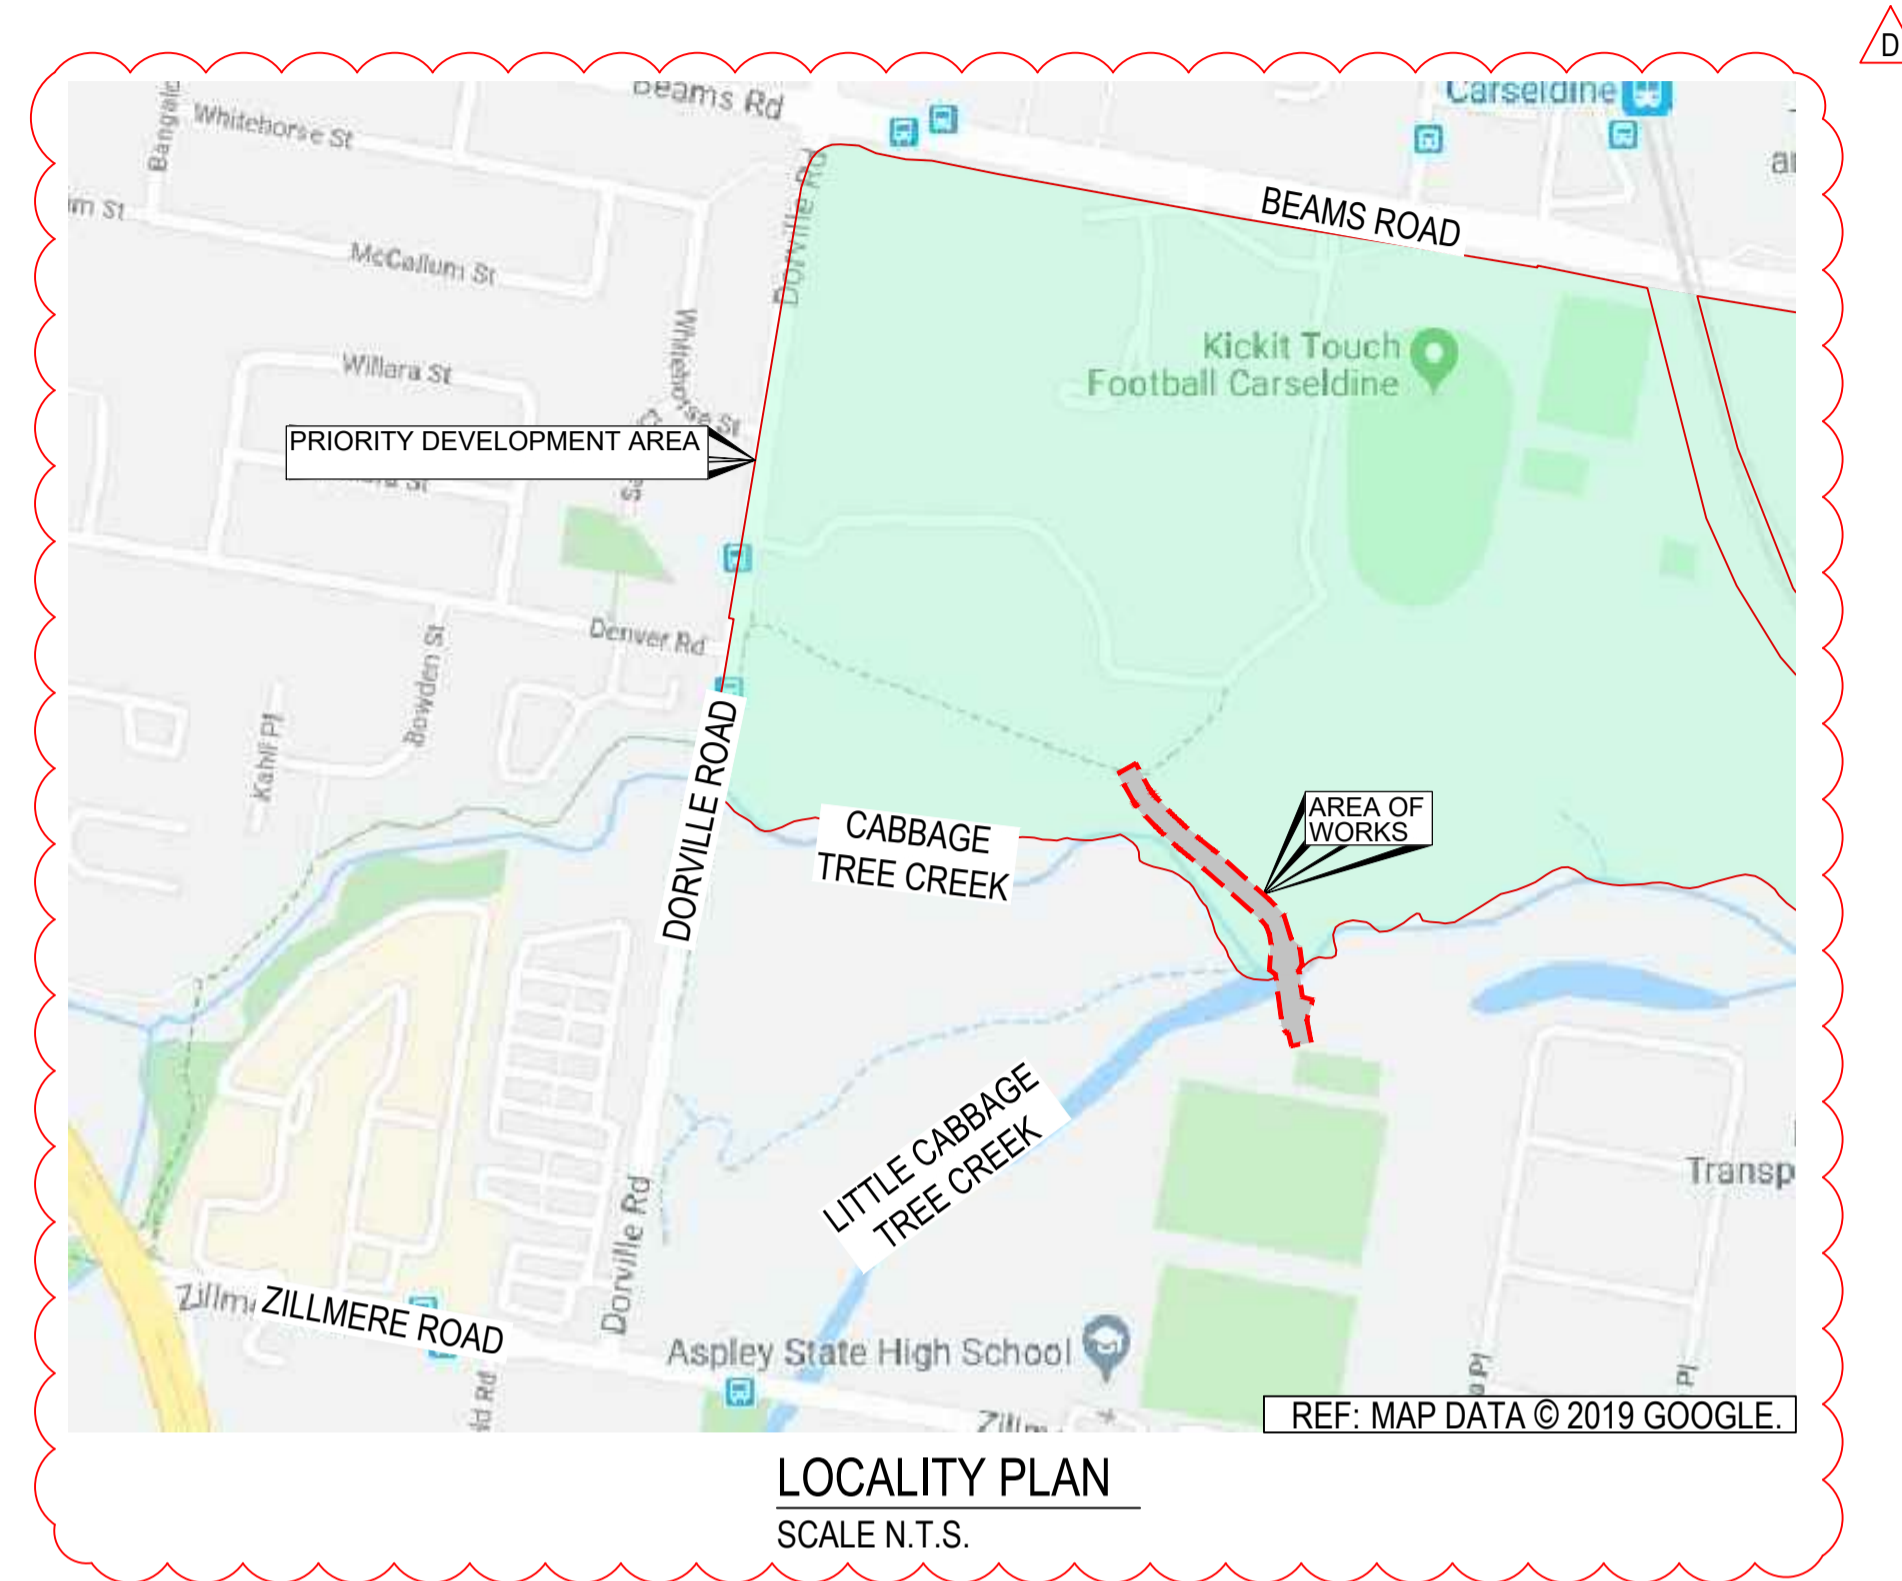 D
Beams Rd
Carseldine
Whitehorse St
McCallum St
Dorville Rd
BEAMS ROAD
Whitehorse St
Willara St
Kickit Touch
Football Carseldine
PRIORITY DEVELOPMENT AREA
Denver Rd
Bowden St
Kahli Pl
DORVILLE ROAD
CABBAGE
TREE CREEK
AREA OF
WORKS
LITTLE CABBAGE
TREE CREEK
Transp
Dorville Rd
ZILLMERE ROAD
Aspley State High School
Pl
REF: MAP DATA © 2019 GOOGLE.
LOCALITY PLAN
SCALE N.T.S.